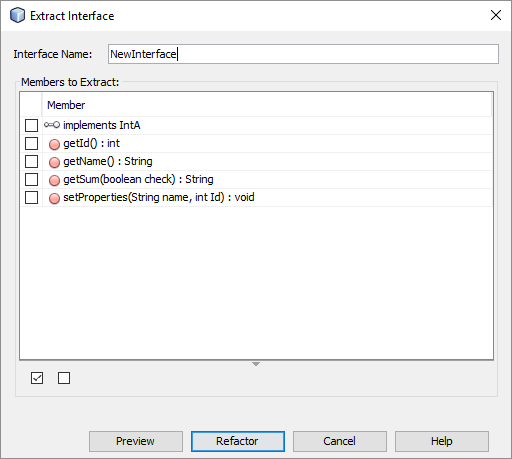 Extract Interface
Interface Name: NewInterface
Members to Extract:
Member
implements IntA
getId() : int
getName() : String
getSum(boolean check) : String
setProperties(String name, int Id) : void
Preview Refactor Cancel Help